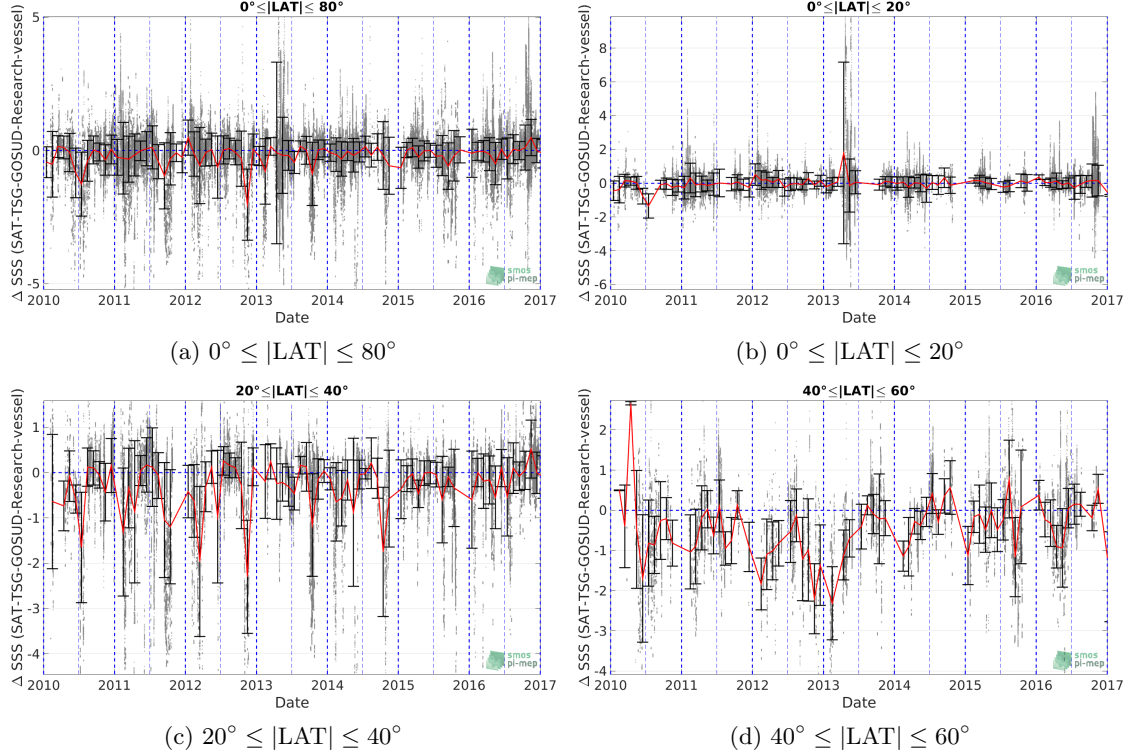 0°≤|LAT|≤ 80°
Δ SSS (SAT-TSG-GOSUD-Research-vessel)
5
0
-5
2010 2011 2012 2013 2014 2015 2016 2017
Date
smos
pi-mep
(a) 0° ≤ |LAT| ≤ 80°
0°≤|LAT|≤ 20°
Δ SSS (SAT-TSG-GOSUD-Research-vessel)
8
6
4
2
0
-2
-4
-6
2010 2011 2012 2013 2014 2015 2016 2017
Date
smos
pi-mep
(b) 0° ≤ |LAT| ≤ 20°
20°≤|LAT|≤ 40°
Δ SSS (SAT-TSG-GOSUD-Research-vessel)
1
0
-1
-2
-3
-4
2010 2011 2012 2013 2014 2015 2016 2017
Date
smos
pi-mep
(c) 20° ≤ |LAT| ≤ 40°
40°≤|LAT|≤ 60°
Δ SSS (SAT-TSG-GOSUD-Research-vessel)
2
1
0
-1
-2
-3
-4
2010 2011 2012 2013 2014 2015 2016 2017
Date
smos
pi-mep
(d) 40° ≤ |LAT| ≤ 60°